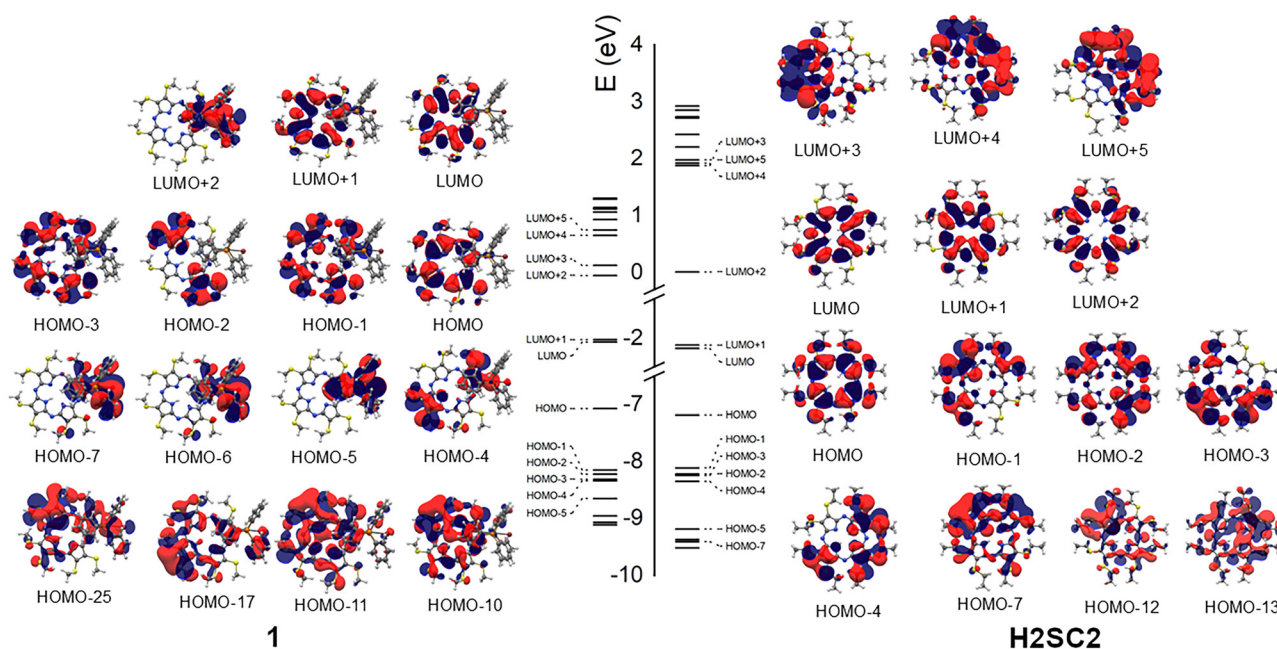 LUMO+2 LUMO+1 LUMO
HOMO-3 HOMO-2 HOMO-1 HOMO
HOMO-7 HOMO-6 HOMO-5 HOMO-4
HOMO-25 HOMO-17 HOMO-11 HOMO-10
1
LUMO+5
LUMO+4
LUMO+3
LUMO+2
LUMO+1
LUMO
HOMO
HOMO-1
HOMO-2
HOMO-3
HOMO-4
HOMO-5
E (eV)
4
3
2
1
0
-2
-7
-8
-9
-10
LUMO+3
LUMO+5
LUMO+4
LUMO+2
LUMO+1
LUMO
HOMO
HOMO-1
HOMO-3
HOMO-2
HOMO-4
HOMO-5
HOMO-7
LUMO+3 LUMO+4 LUMO+5
LUMO LUMO+1 LUMO+2
HOMO HOMO-1 HOMO-2 HOMO-3
HOMO-4 HOMO-7 HOMO-12 HOMO-13
H2SC2